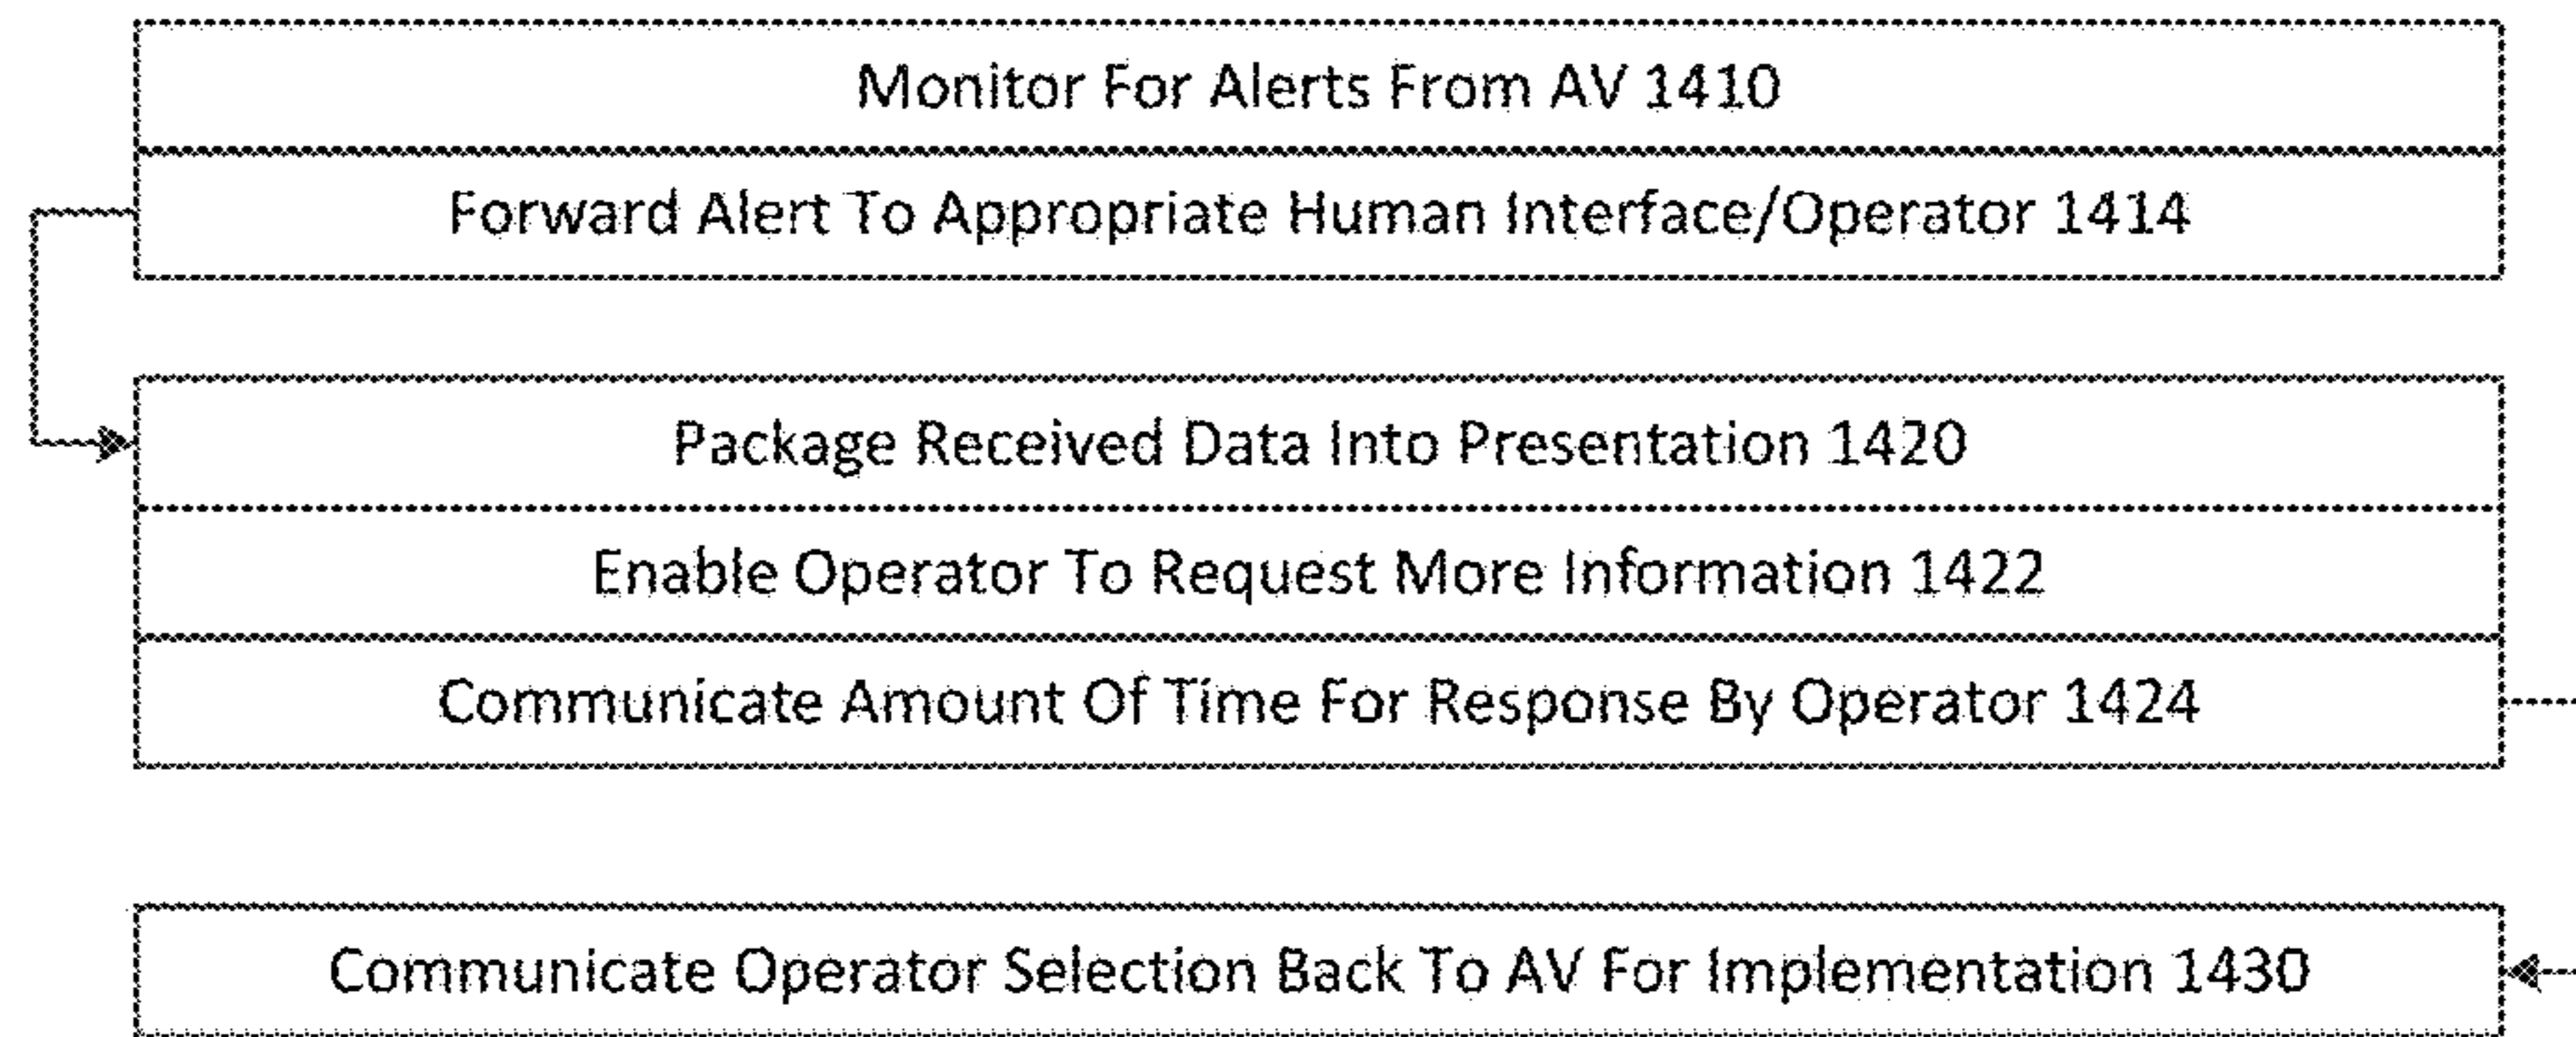 Monitor For Alerts From AV 1410
Forward Alert To Appropriate Human Interface/Operator 1414
Package Received Data Into Presentation 1420
Enable Operator To Request More Information 1422
Communicate Amount Of Time For Response By Operator 1424
Communicate Operator Selection Back To AV For Implementation 1430